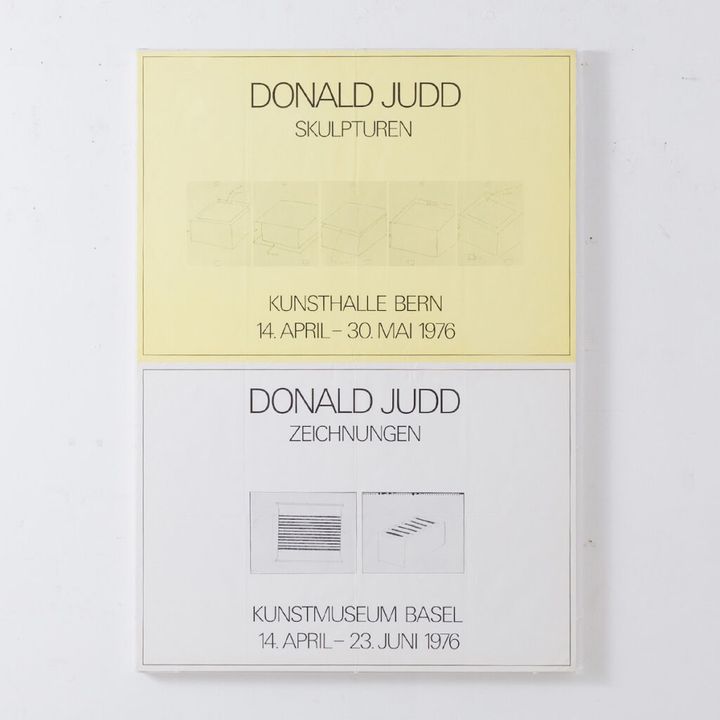 DONALD JUDD
SKULPTUREN
KUNSTHALLE BERN
14. APRIL – 30. MAI 1976
DONALD JUDD
ZEICHNUNGEN
KUNSTMUSEUM BASEL
14. APRIL – 23. JUNI 1976